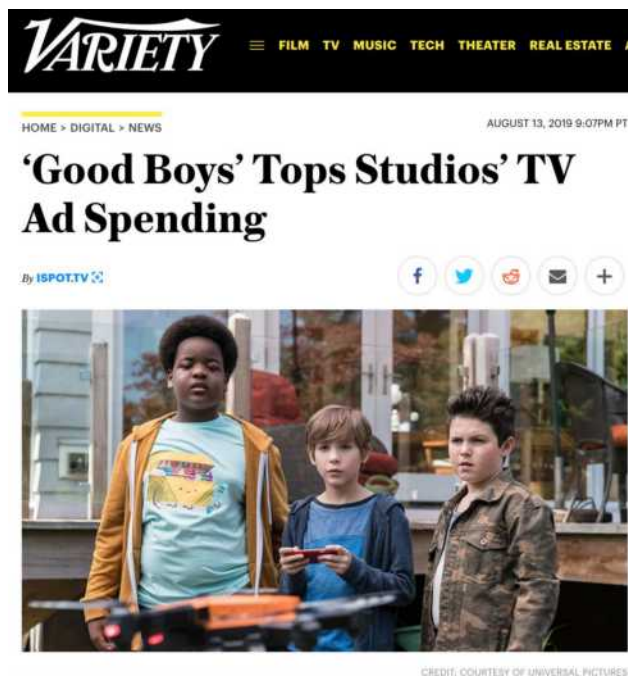 VARIETY
FILM TV MUSIC TECH THEATER REAL ESTATE
HOME > DIGITAL > NEWS
AUGUST 13, 2019 9:07PM PT
‘Good Boys’ Tops Studios’ TV
Ad Spending
By ISPOT.TV
CREDIT: COURTESY OF UNIVERSAL PICTURES